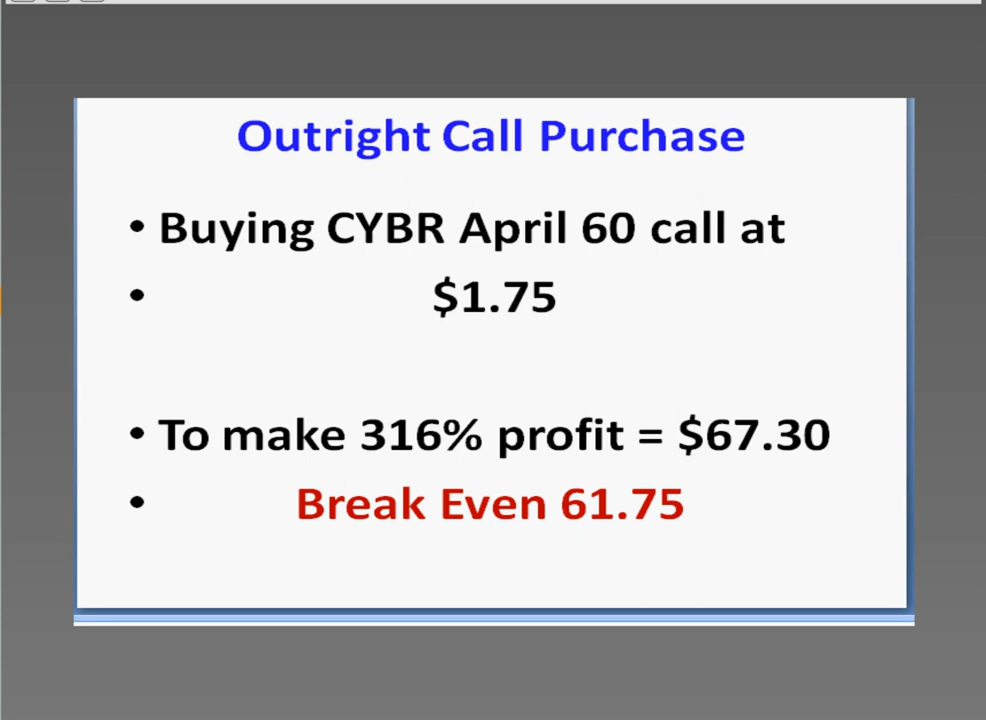 Outright Call Purchase
• Buying CYBR April 60 call at
• $1.75
• To make 316% profit = $67.30
• Break Even 61.75